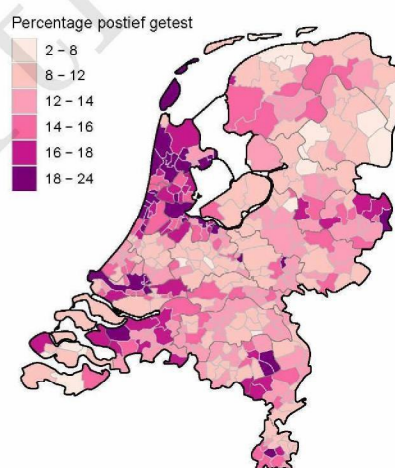 Percentage postief getest
2 – 8
8 – 12
12 – 14
14 – 16
16 – 18
18 – 24